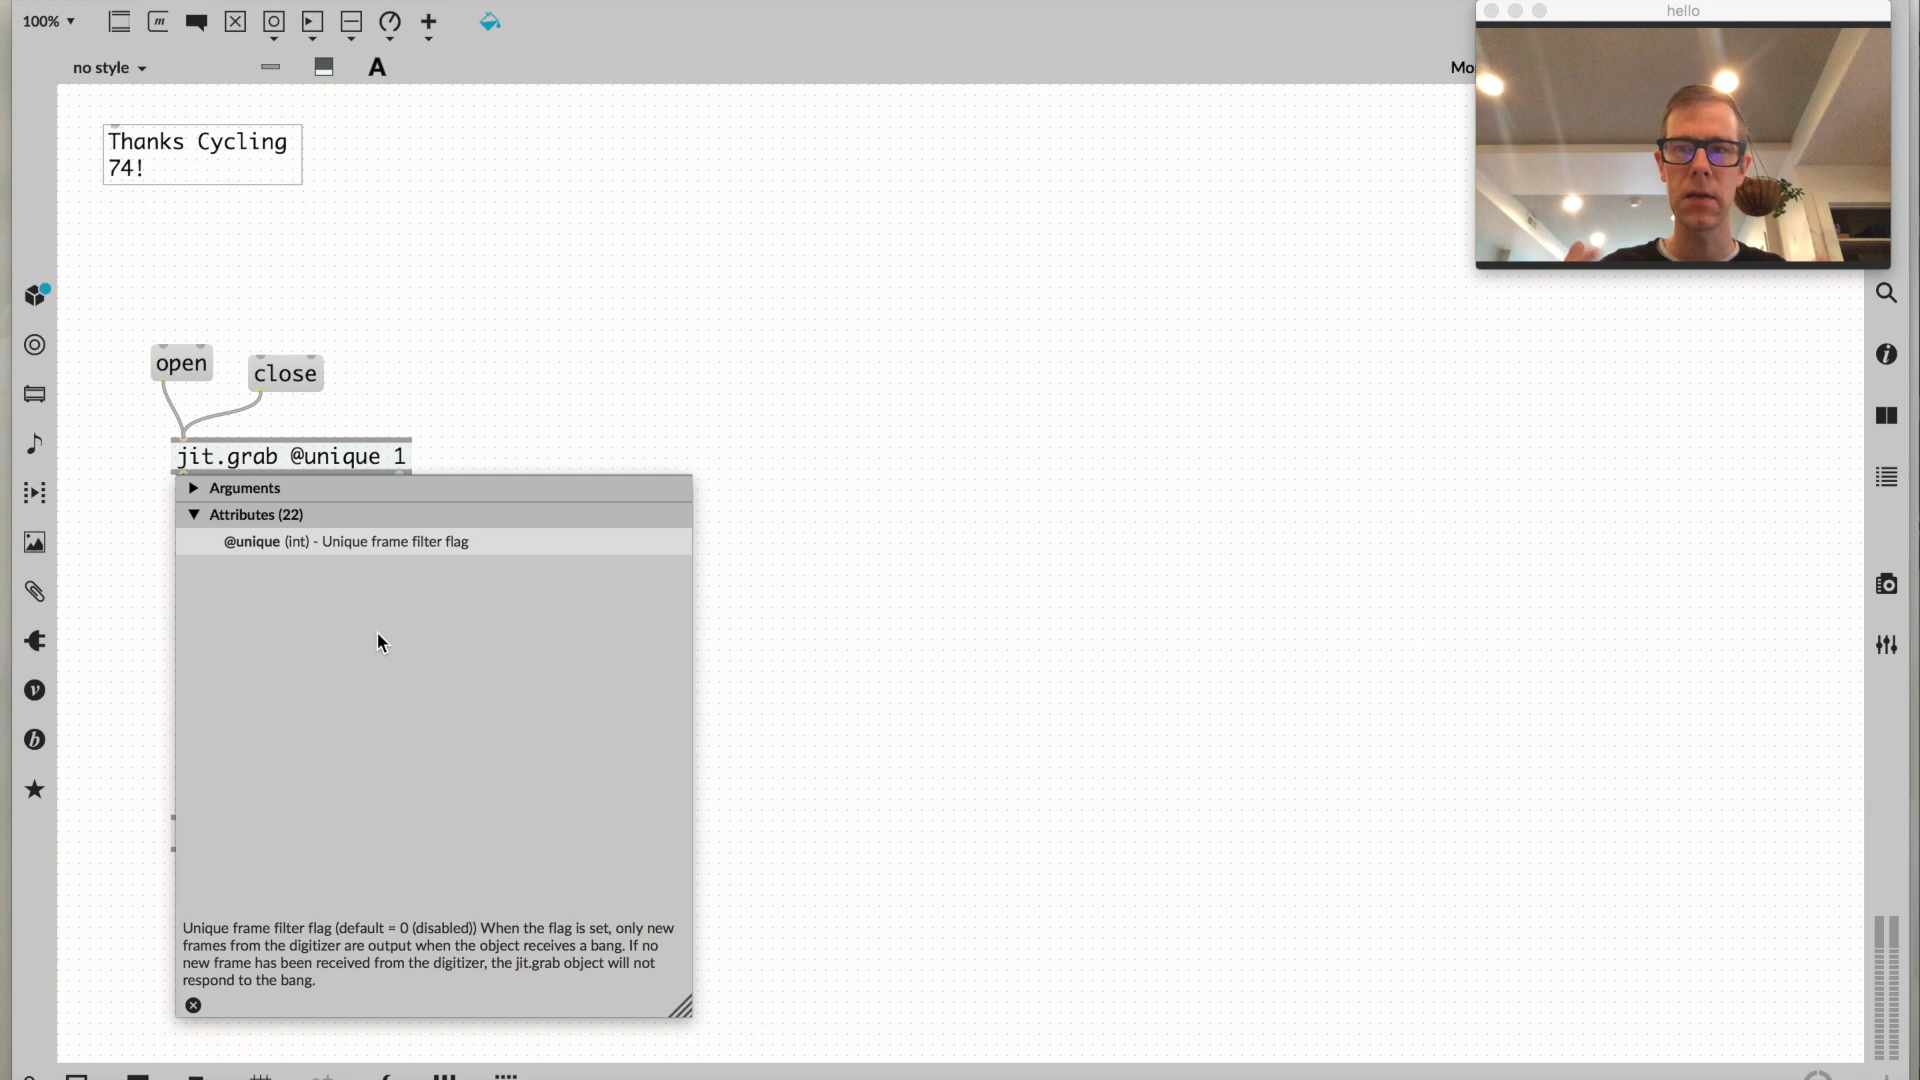 100%
hello
no style
A
Mo
Thanks Cycling
74!
open
close
jit.grab @unique 1
Arguments
Attributes (22)
@unique (int) - Unique frame filter flag
Unique frame filter flag (default = 0 (disabled)) When the flag is set, only new
frames from the digitizer are output when the object receives a bang. If no
new frame has been received from the digitizer, the jit.grab object will not
respond to the bang.